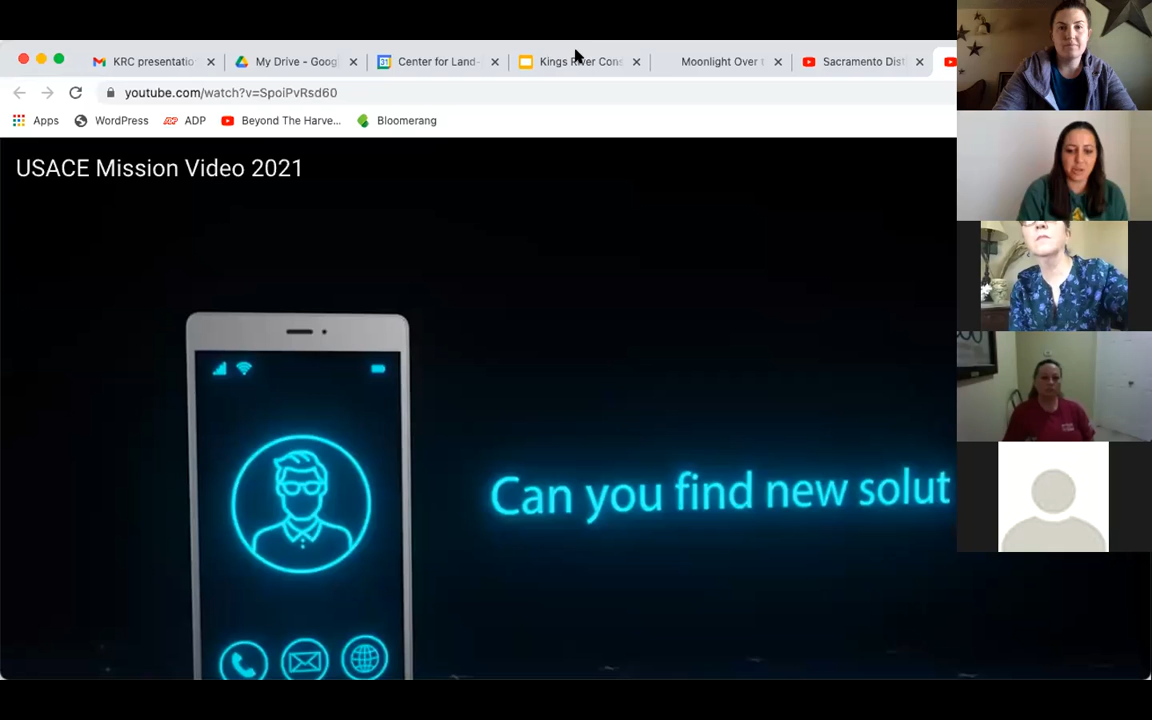 KRC presentatio
My Drive – Goog
Center for Land-
Kings River Cons
Moonlight Over t
Sacramento Dist
youtube.com/watch?v=SpoiPvRsd60
Apps
WordPress
ADP
Beyond The Harve...
Bloomerang
USACE Mission Video 2021
Can you find new solut